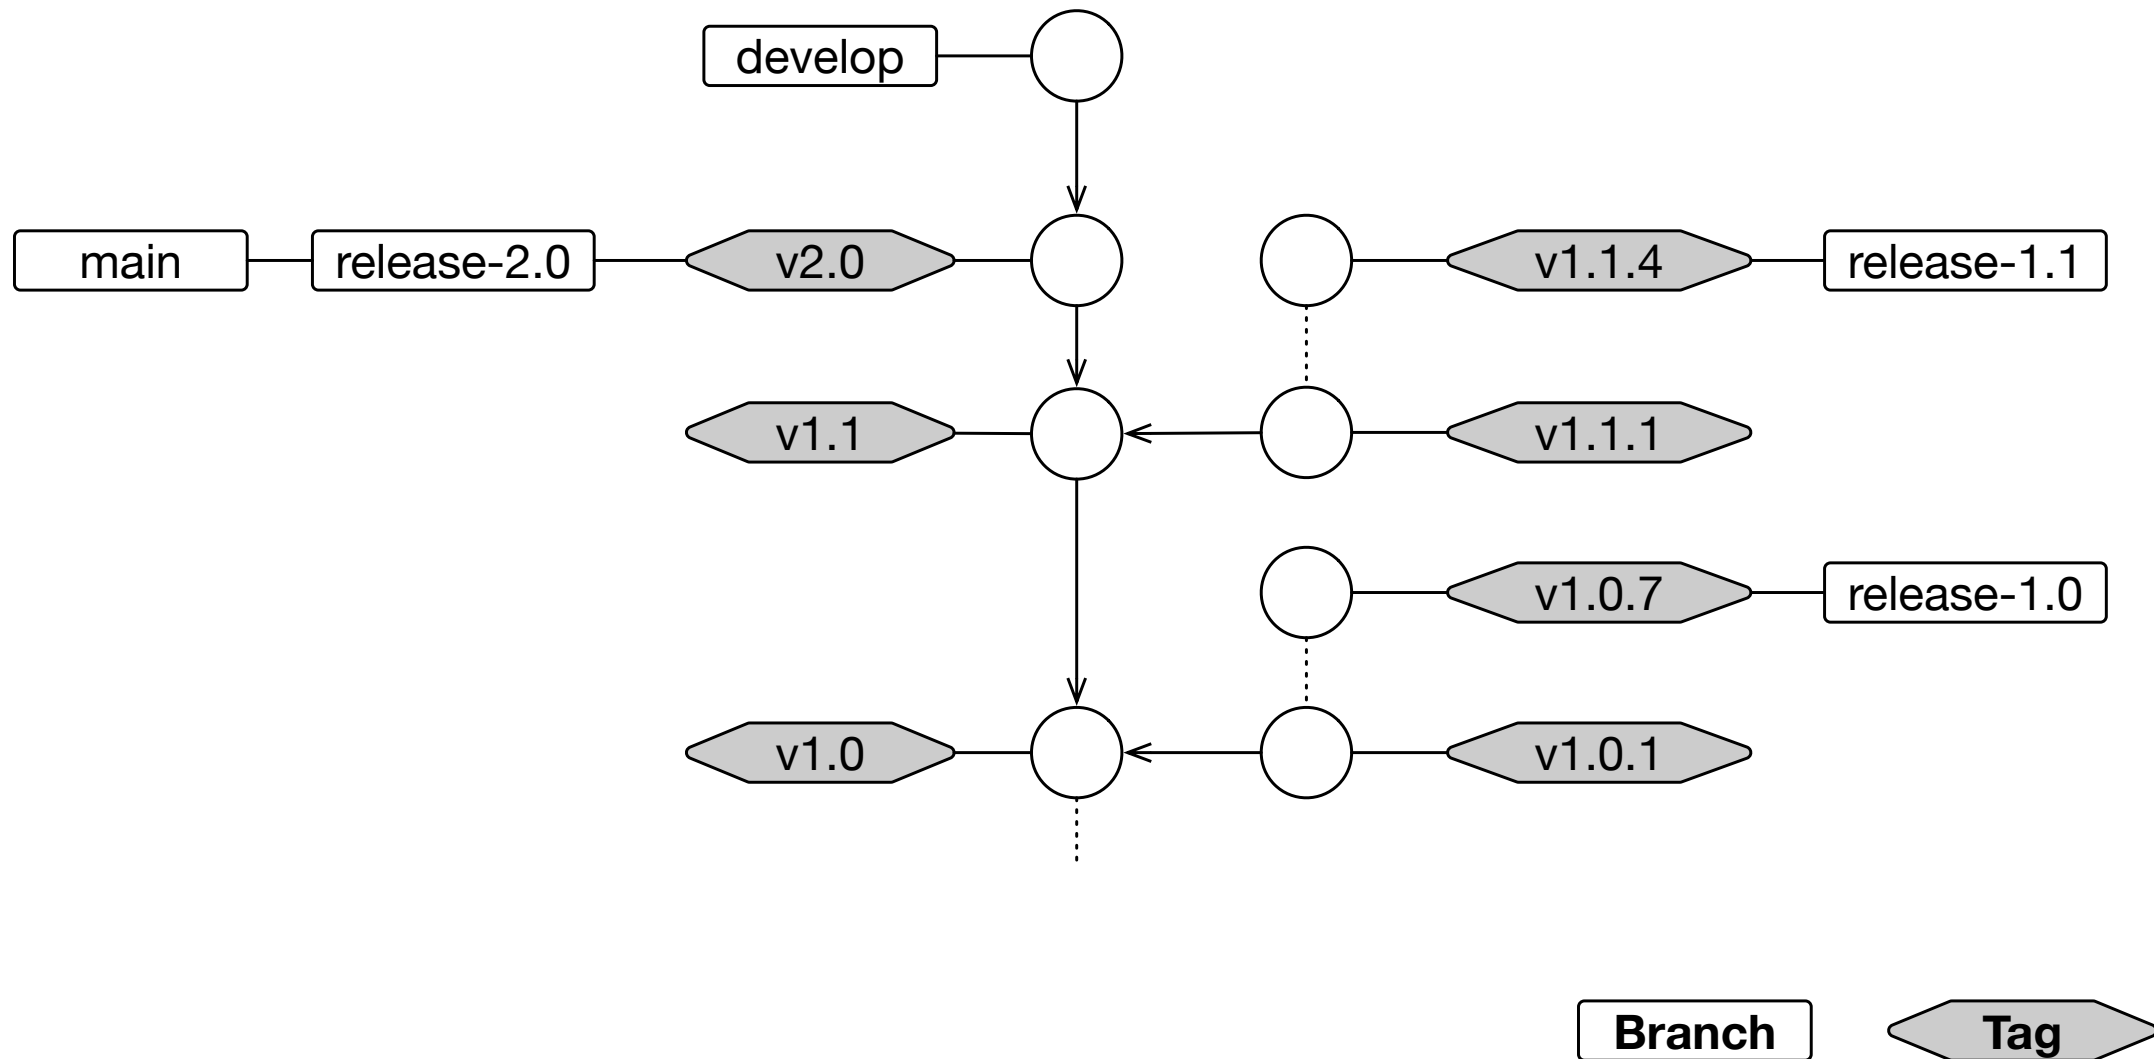 develop
main
release-2.0
v2.0
v1.1.4
release-1.1
v1.1
v1.1.1
v1.0.7
release-1.0
v1.0
v1.0.1
Branch
Tag